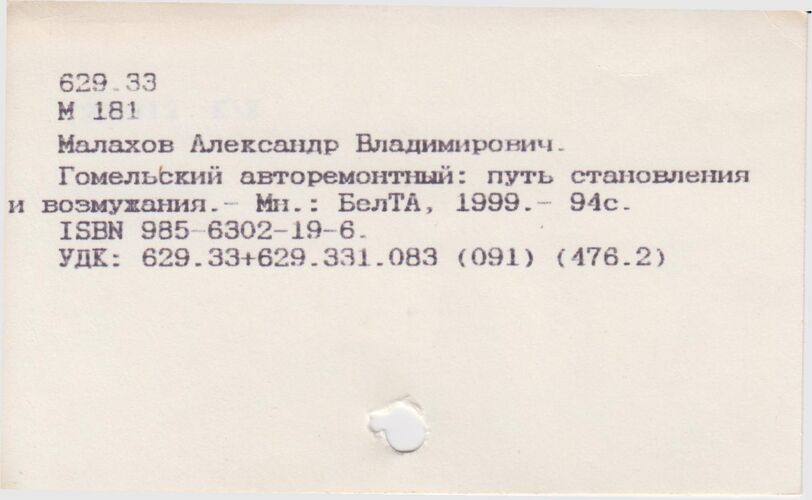 629.33
М 181
Малахов Александр Владимирович.
Гомельский авторемонтный: путь становления
и возмужания.- Мн.: БелТА, 1999.- 94с.
ISBN 985-6302-19-6.
УДК: 629.33+629.331.083 (091) (476.2)